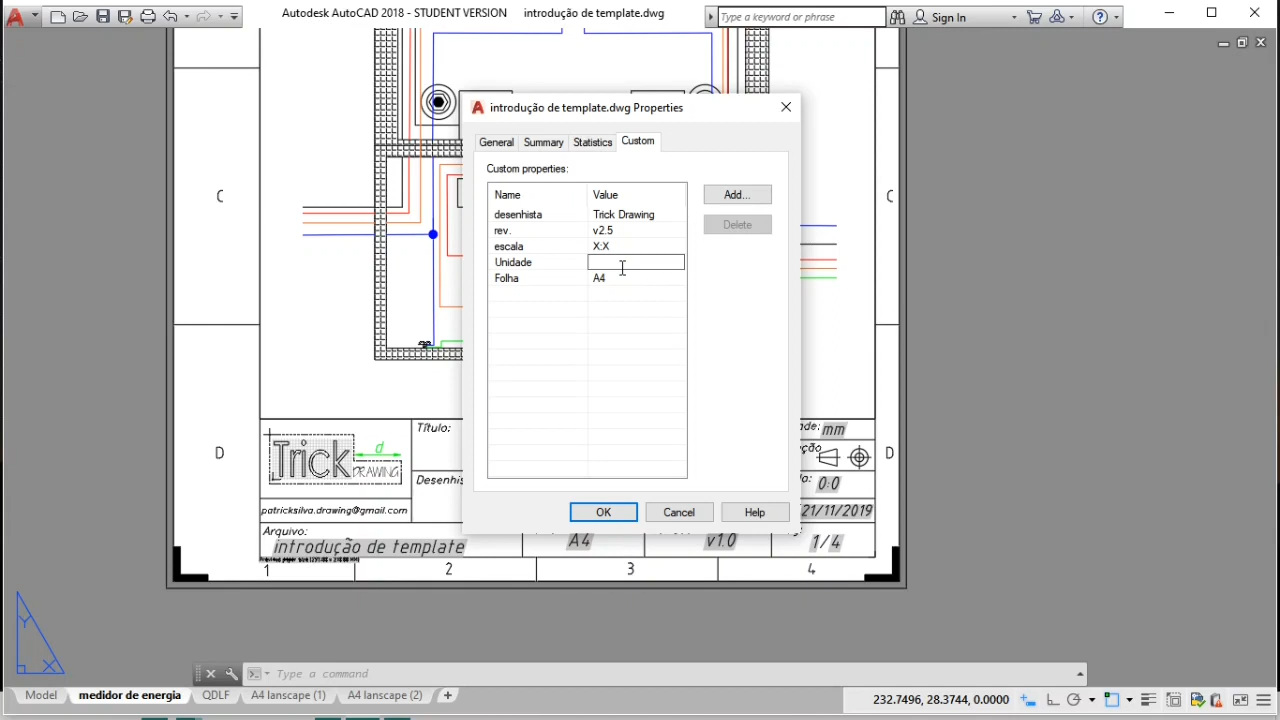 Autodesk AutoCAD 2018 - STUDENT VERSION introdução de template.dwg
Type a keyword or phrase
Sign In
introdução de template.dwg Properties
General Summary Statistics Custom
Custom properties:
Name Value
desenhista Trick Drawing
rev. v2.5
escala X:X
Unidade
Folha A4
Add...
Delete
OK Cancel Help
C C
D D
Trick
DRAWING
d
patricksilva.drawing@gmail.com
Título:
Desenhis
ade: mm
ção
la: 0:0
21/11/2019
Arquivo:
introdução de template
A4
v1.0
1/4
1 2 3 4
Y
X
Type a command
Model medidor de energia QDLF A4 lanscape (1) A4 lanscape (2) +
232.7496, 28.3744, 0.0000